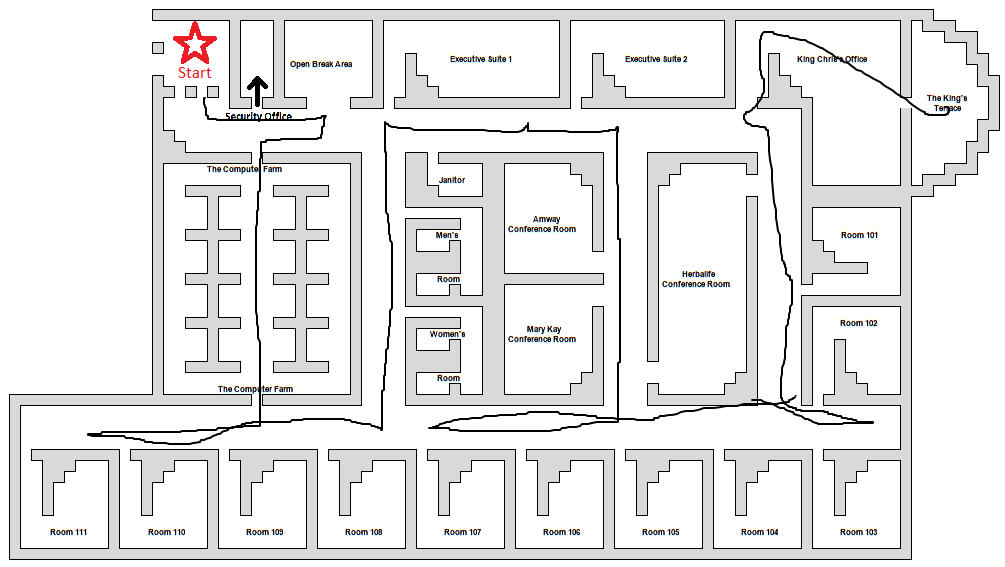 Start
Open Break Area
Executive Suite 1
Executive Suite 2
King Chris's Office
The King's
Terrace
Security Office
The Computer Farm
Janitor
Men's
Room
Women's
Room
Amway
Conference Room
Mary Kay
Conference Room
Herbalife
Conference Room
Room 101
Room 102
The Computer Farm
Room 111
Room 110
Room 109
Room 108
Room 107
Room 106
Room 105
Room 104
Room 103